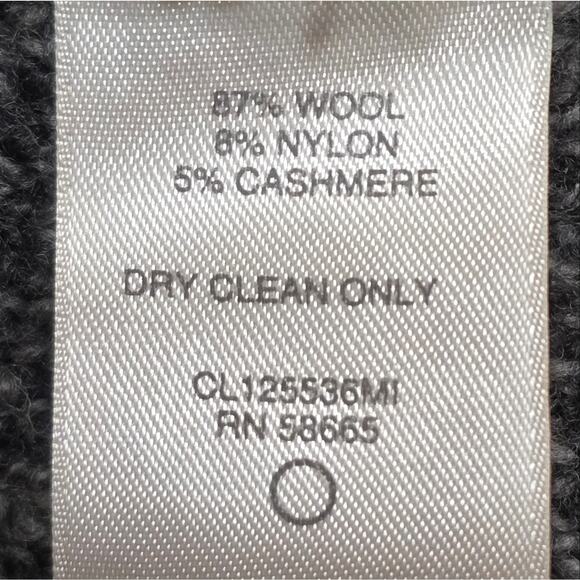 87% WOOL
8% NYLON
5% CASHMERE
DRY CLEAN ONLY
CL125536MI
RN 58665